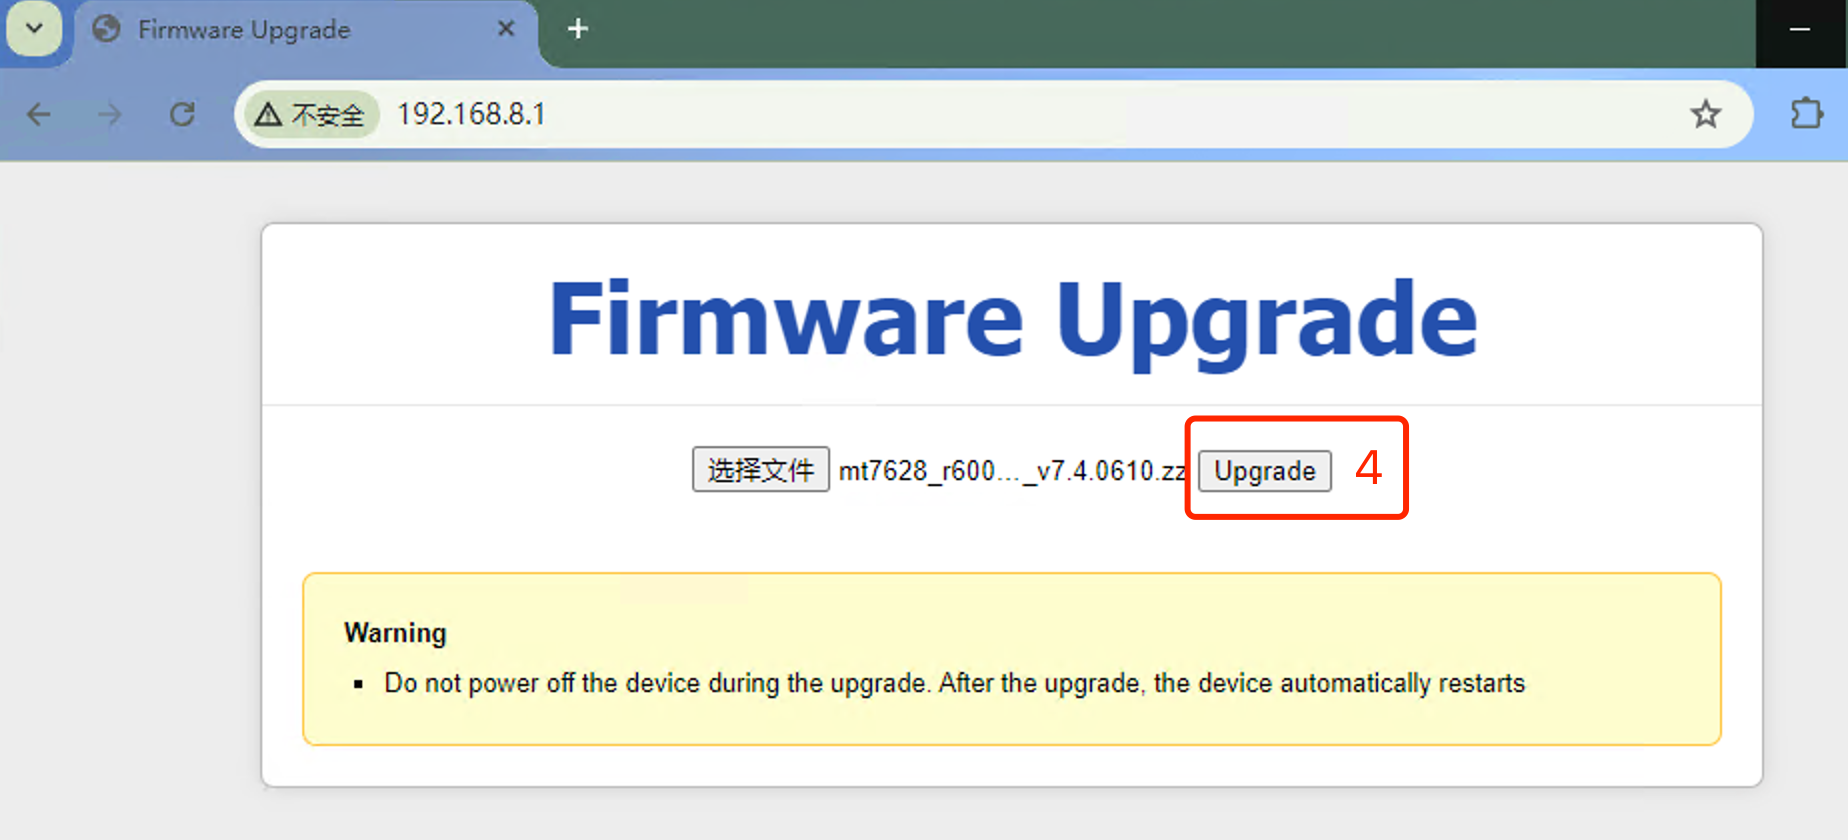 Firmware Upgrade
不安全 192.168.8.1
Firmware Upgrade
选择文件 mt7628_r600..._v7.4.0610.zz Upgrade 4
Warning
Do not power off the device during the upgrade. After the upgrade, the device automatically restarts